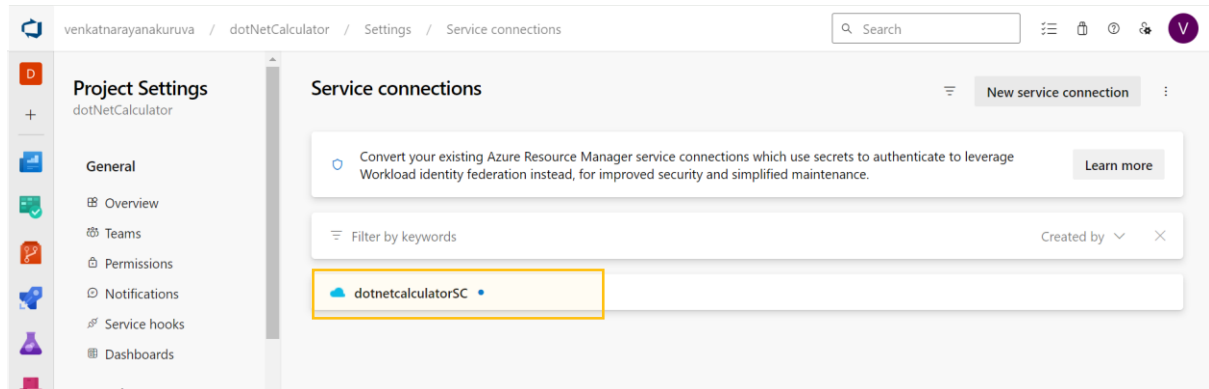 venkatnarayanakuruva / dotNetCalculator / Settings / Service connections
Search
V
D
Project Settings
dotNetCalculator
General
Overview
Teams
Permissions
Notifications
Service hooks
Dashboards
Service connections
New service connection
Convert your existing Azure Resource Manager service connections which use secrets to authenticate to leverage
Workload identity federation instead, for improved security and simplified maintenance.
Learn more
Filter by keywords
Created by
dotnetcalculatorSC